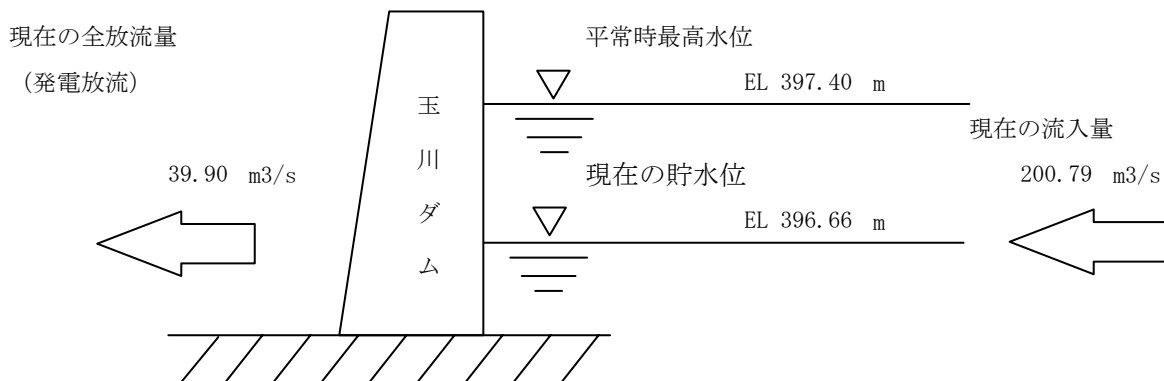 現在の全放流量
（発電放流）
39.90 m3/s
玉川ダム
平常時最高水位
EL 397.40 m
現在の貯水位
EL 396.66 m
現在の流入量
200.79 m3/s